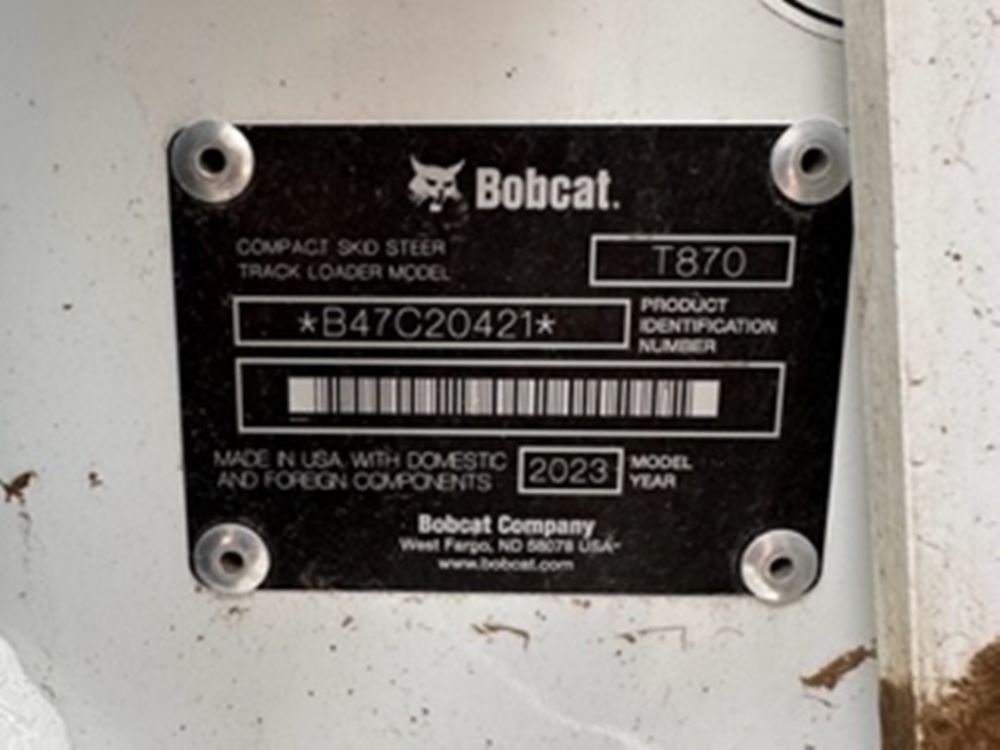 Bobcat.
COMPACT SKID STEER
TRACK LOADER MODEL
T870
*B47C20421*
PRODUCT
IDENTIFICATION
NUMBER
MADE IN USA WITH DOMESTIC
AND FOREIGN COMPONENTS
2023
MODEL
YEAR
Bobcat Company
West Fargo, ND 58078 USA
www.bobcat.com